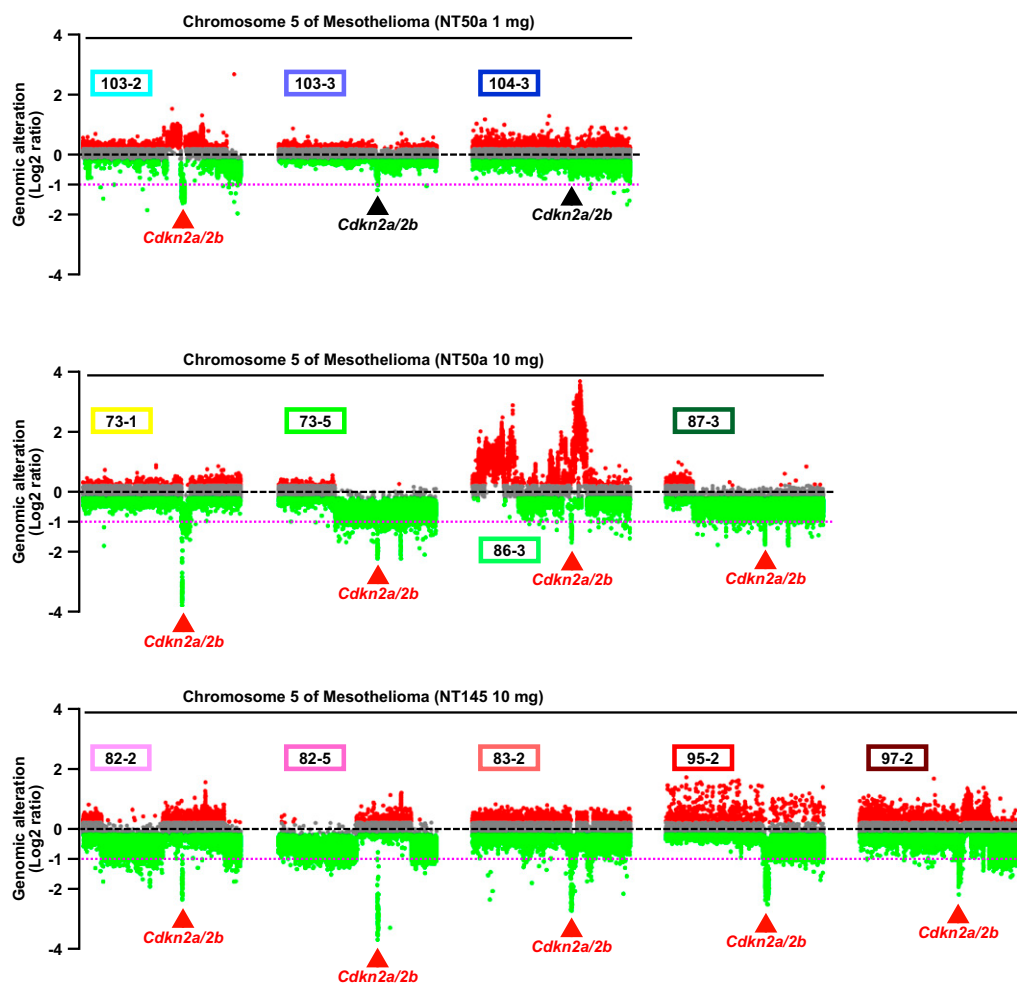 Chromosome 5 of Mesothelioma (NT50a 1 mg)
Genomic alteration
(Log2 ratio)
4
2
0
-1
-2
-4
103-2
103-3
104-3
Cdkn2a/2b
Cdkn2a/2b
Cdkn2a/2b
Chromosome 5 of Mesothelioma (NT50a 10 mg)
Genomic alteration
(Log2 ratio)
4
2
0
-1
-2
-4
73-1
73-5
86-3
87-3
Cdkn2a/2b
Cdkn2a/2b
Cdkn2a/2b
Cdkn2a/2b
Chromosome 5 of Mesothelioma (NT145 10 mg)
Genomic alteration
(Log2 ratio)
4
2
0
-1
-2
-4
82-2
82-5
83-2
95-2
97-2
Cdkn2a/2b
Cdkn2a/2b
Cdkn2a/2b
Cdkn2a/2b
Cdkn2a/2b